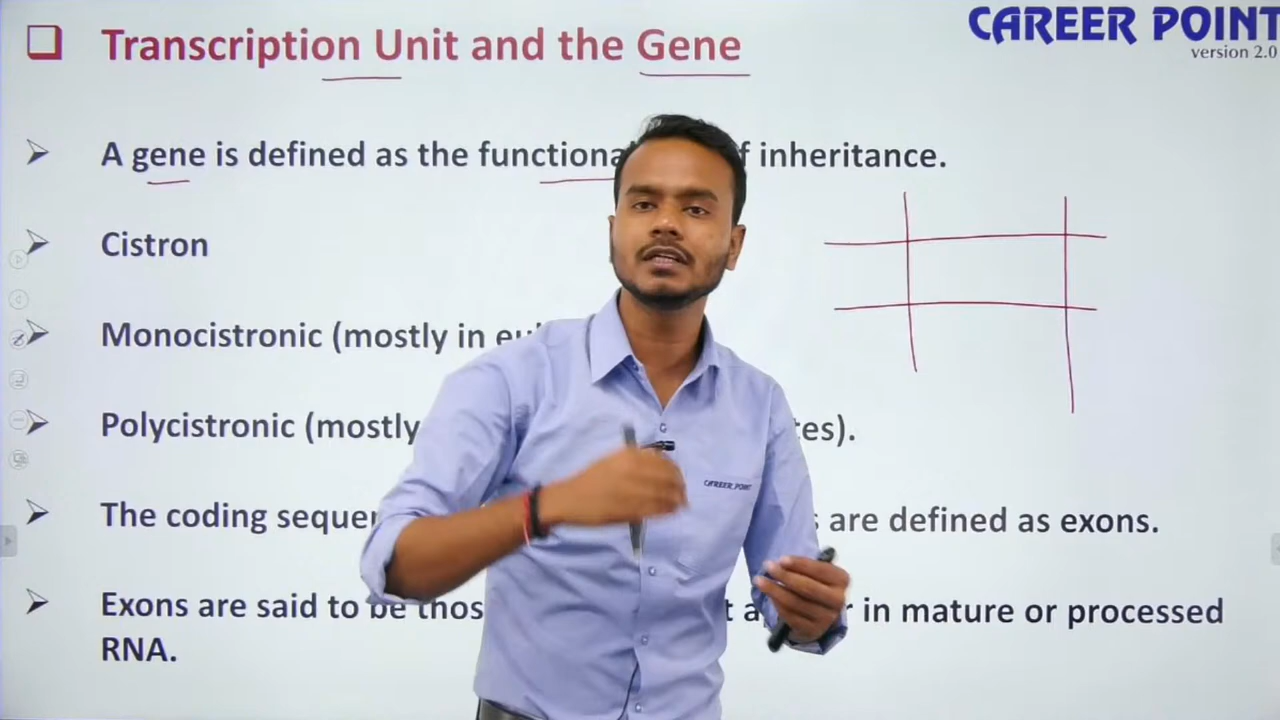 Transcription Unit and the Gene
CAREER POINT
version 2.0
A gene is defined as the functiona f inheritance.
Cistron
Monocistronic (mostly in eu
Polycistronic (mostly tes).
The coding sequen s are defined as exons.
Exons are said to be thos t a r in mature or processed
RNA.
CAREER POINT